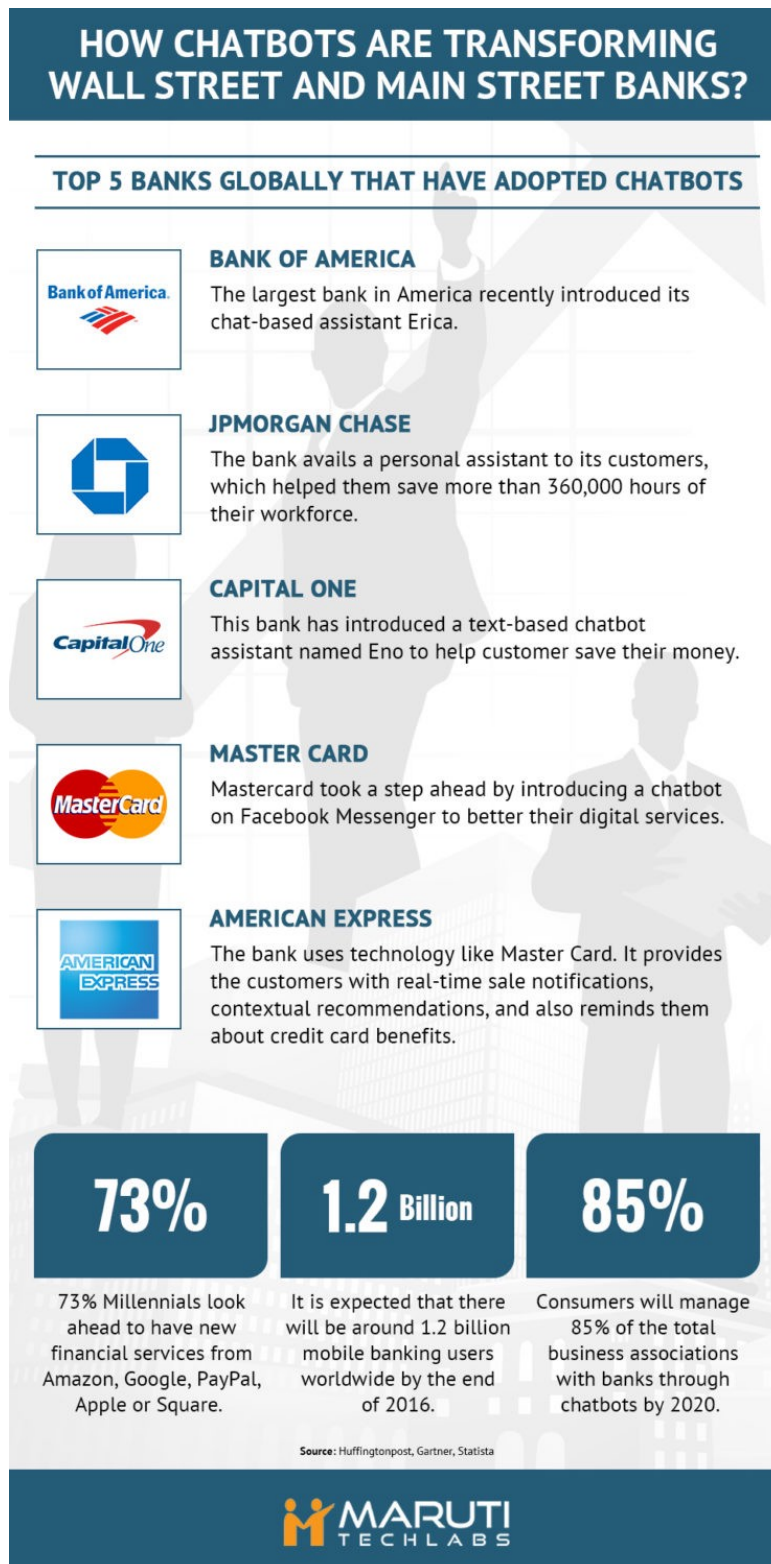 HOW CHATBOTS ARE TRANSFORMING
WALL STREET AND MAIN STREET BANKS?
TOP 5 BANKS GLOBALLY THAT HAVE ADOPTED CHATBOTS
Bank of America.
BANK OF AMERICA
The largest bank in America recently introduced its
chat-based assistant Erica.
JPMORGAN CHASE
The bank avails a personal assistant to its customers,
which helped them save more than 360,000 hours of
their workforce.
Capital One
CAPITAL ONE
This bank has introduced a text-based chatbot
assistant named Eno to help customer save their money.
MasterCard
MASTER CARD
Mastercard took a step ahead by introducing a chatbot
on Facebook Messenger to better their digital services.
AMERICAN
EXPRESS
AMERICAN EXPRESS
The bank uses technology like Master Card. It provides
the customers with real-time sale notifications,
contextual recommendations, and also reminds them
about credit card benefits.
73%
73% Millennials look
ahead to have new
financial services from
Amazon, Google, PayPal,
Apple or Square.
1.2 Billion
It is expected that there
will be around 1.2 billion
mobile banking users
worldwide by the end
of 2016.
85%
Consumers will manage
85% of the total
business associations
with banks through
chatbots by 2020.
Source: Huffingtonpost, Gartner, Statista
MARUTI
TECHLABS